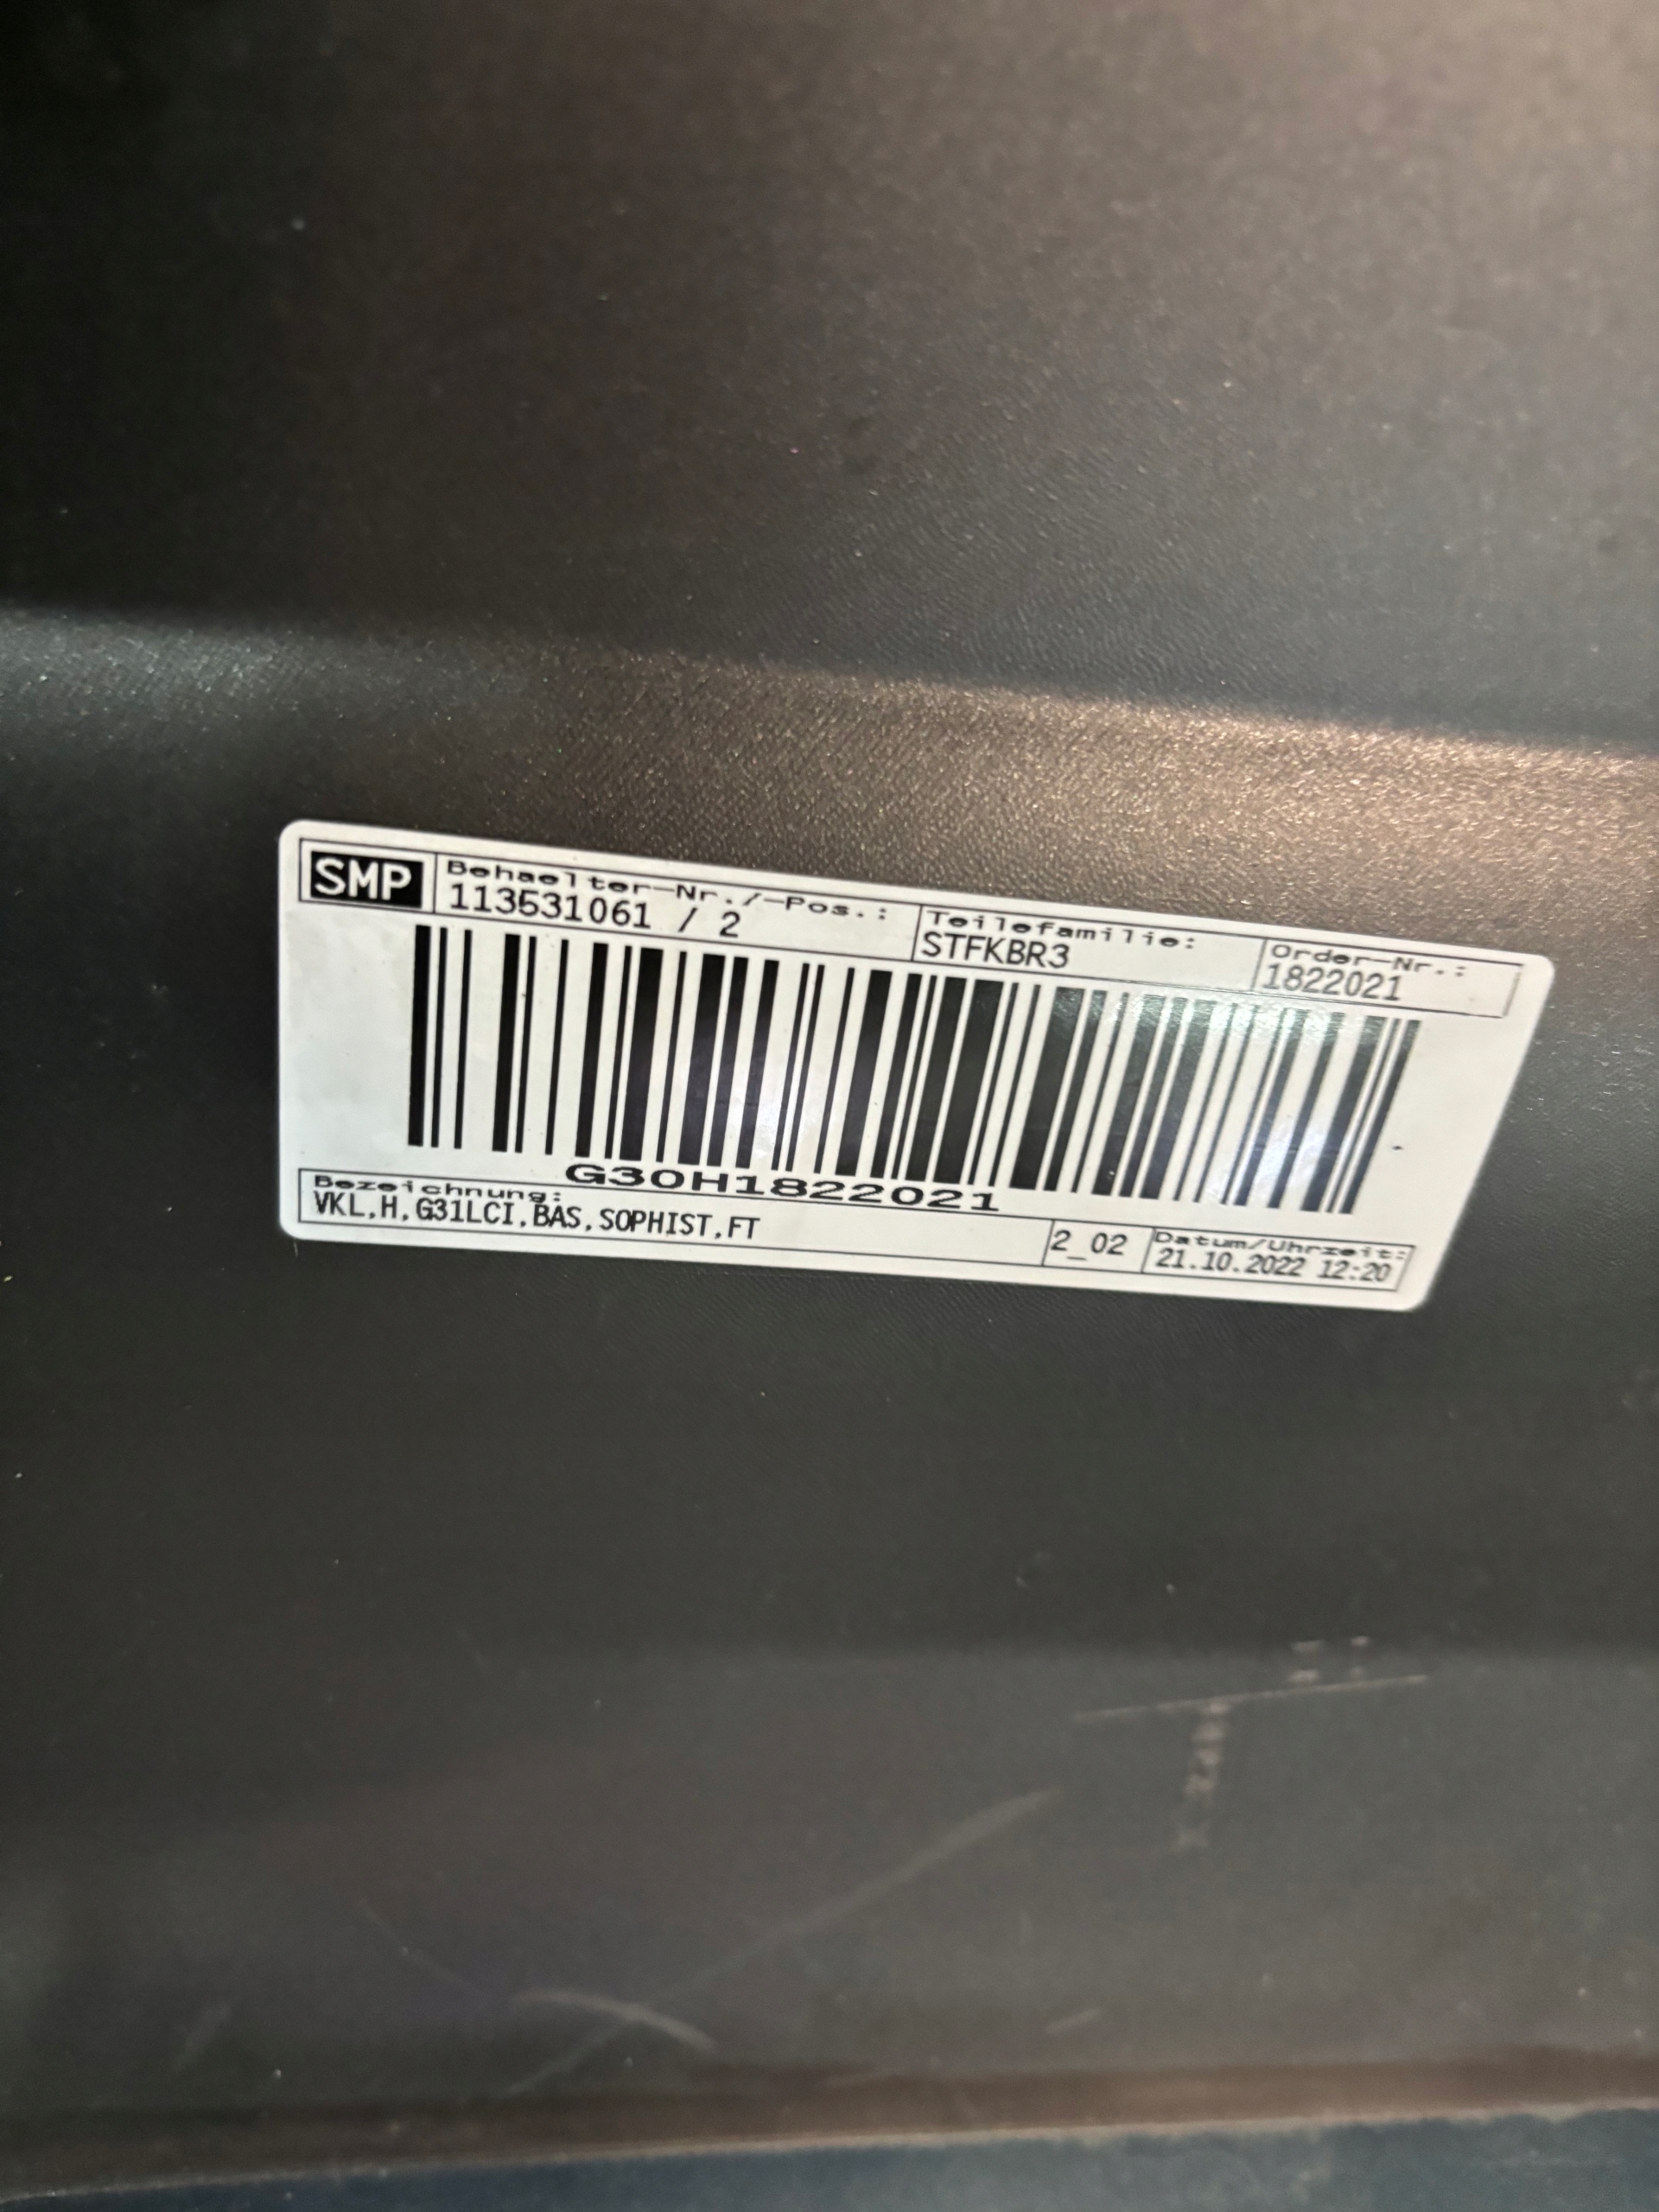 SMP
Behaelter-Nr./-Pos.:
113531061 / 2
Teilefamilie:
STFKBR3
Order-Nr.:
1822021
G30H1822021
Bezeichnung:
VKL,H,G31LCI,BAS,SOPHIST,FT
2_02
Datum/Uhrzeit:
21.10.2022 12:20